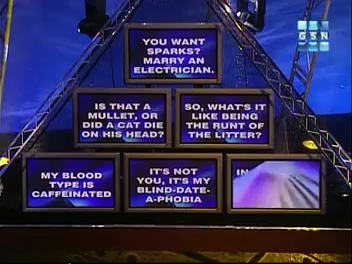 GSN
YOU WANT
SPARKS?
MARRY AN
ELECTRICIAN.
IS THAT A
MULLET, OR
DID A CAT DIE
ON HIS HEAD?
SO, WHAT'S IT
LIKE BEING
THE RUNT OF
THE LITTER?
MY BLOOD
TYPE IS
CAFFEINATED
IT'S NOT
YOU, IT'S MY
BLIND-DATE-
A-PHOBIA
IN